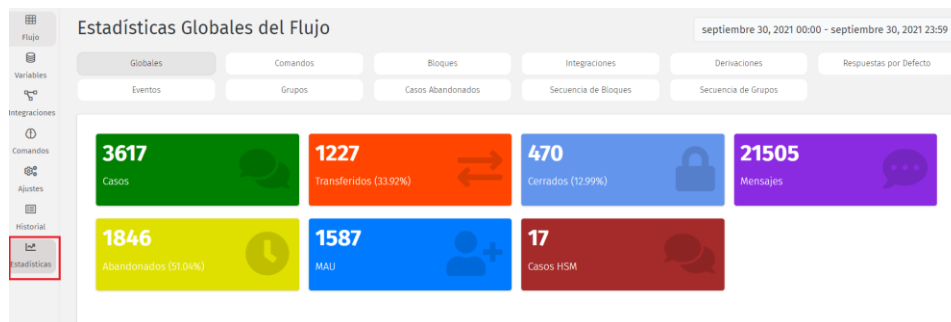 Flujo
Variables
Integraciones
Comandos
Ajustes
Historial
Estadísticas
Estadísticas Globales del Flujo
septiembre 30, 2021 00:00 - septiembre 30, 2021 23:59
Globales
Comandos
Bloques
Integraciones
Derivaciones
Respuestas por Defecto
Eventos
Grupos
Casos Abandonados
Secuencia de Bloques
Secuencia de Grupos
3617
Casos
1227
Transferidos (33.92%)
470
Cerrados (12.99%)
21505
Mensajes
1846
Abandonados (51.04%)
1587
MAU
17
Casos HSM